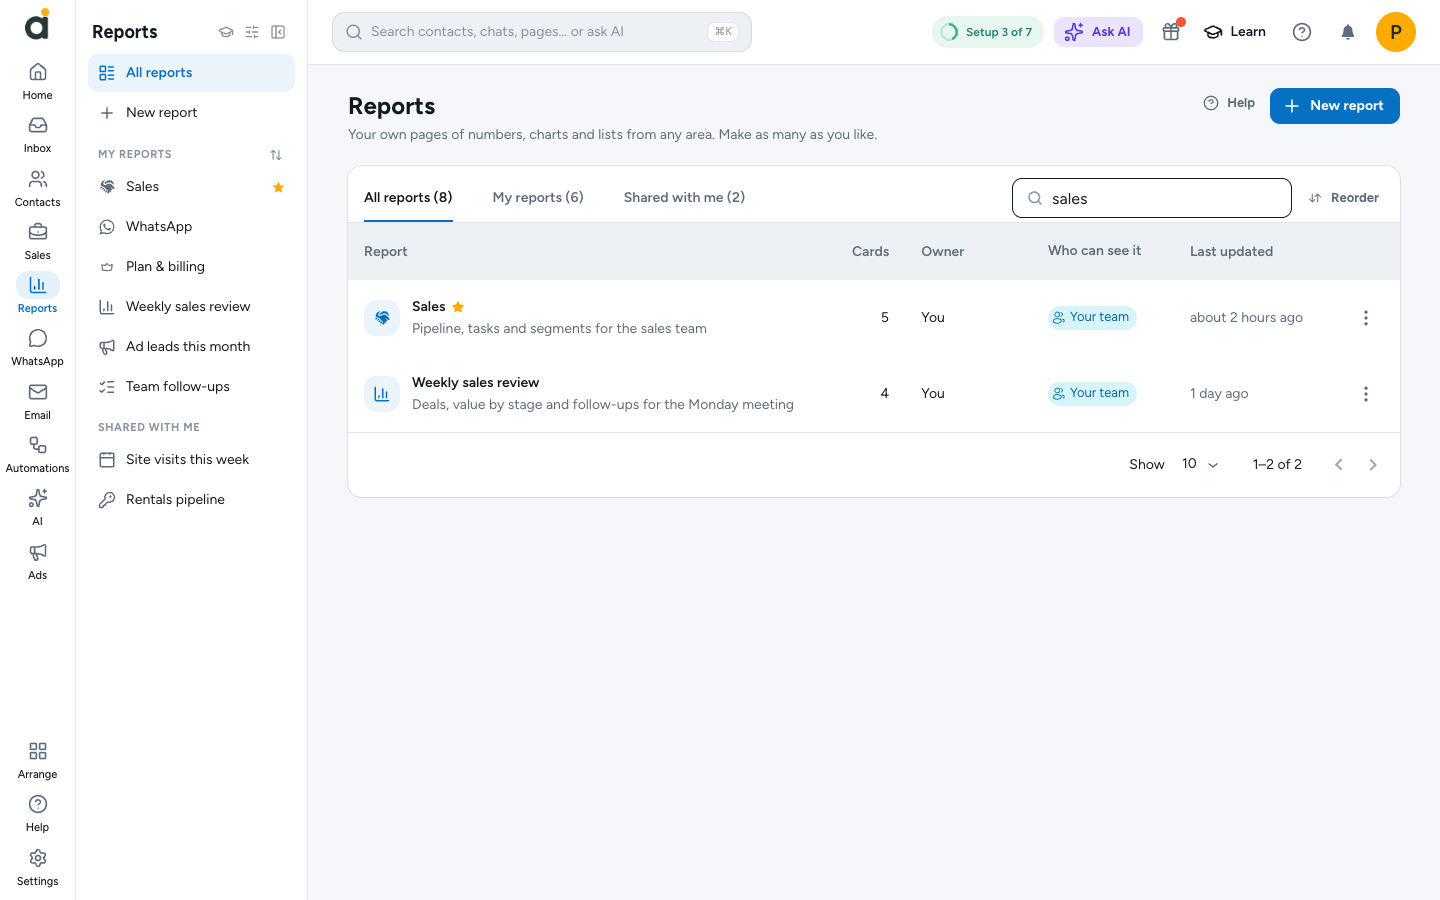 Reports
Search contacts, chats, pages... or ask AI
⌘K
Setup 3 of 7
Ask AI
Learn
P
Home
Inbox
Contacts
Sales
Reports
WhatsApp
Email
Automations
AI
Ads
Arrange
Help
Settings
All reports
New report
MY REPORTS
Sales
WhatsApp
Plan & billing
Weekly sales review
Ad leads this month
Team follow-ups
SHARED WITH ME
Site visits this week
Rentals pipeline
Reports
Your own pages of numbers, charts and lists from any area. Make as many as you like.
Help
New report
All reports (8)
My reports (6)
Shared with me (2)
sales
Reorder
Report
Cards
Owner
Who can see it
Last updated
Sales
Pipeline, tasks and segments for the sales team
5
You
Your team
about 2 hours ago
Weekly sales review
Deals, value by stage and follow-ups for the Monday meeting
4
You
Your team
1 day ago
Show
10
1–2 of 2